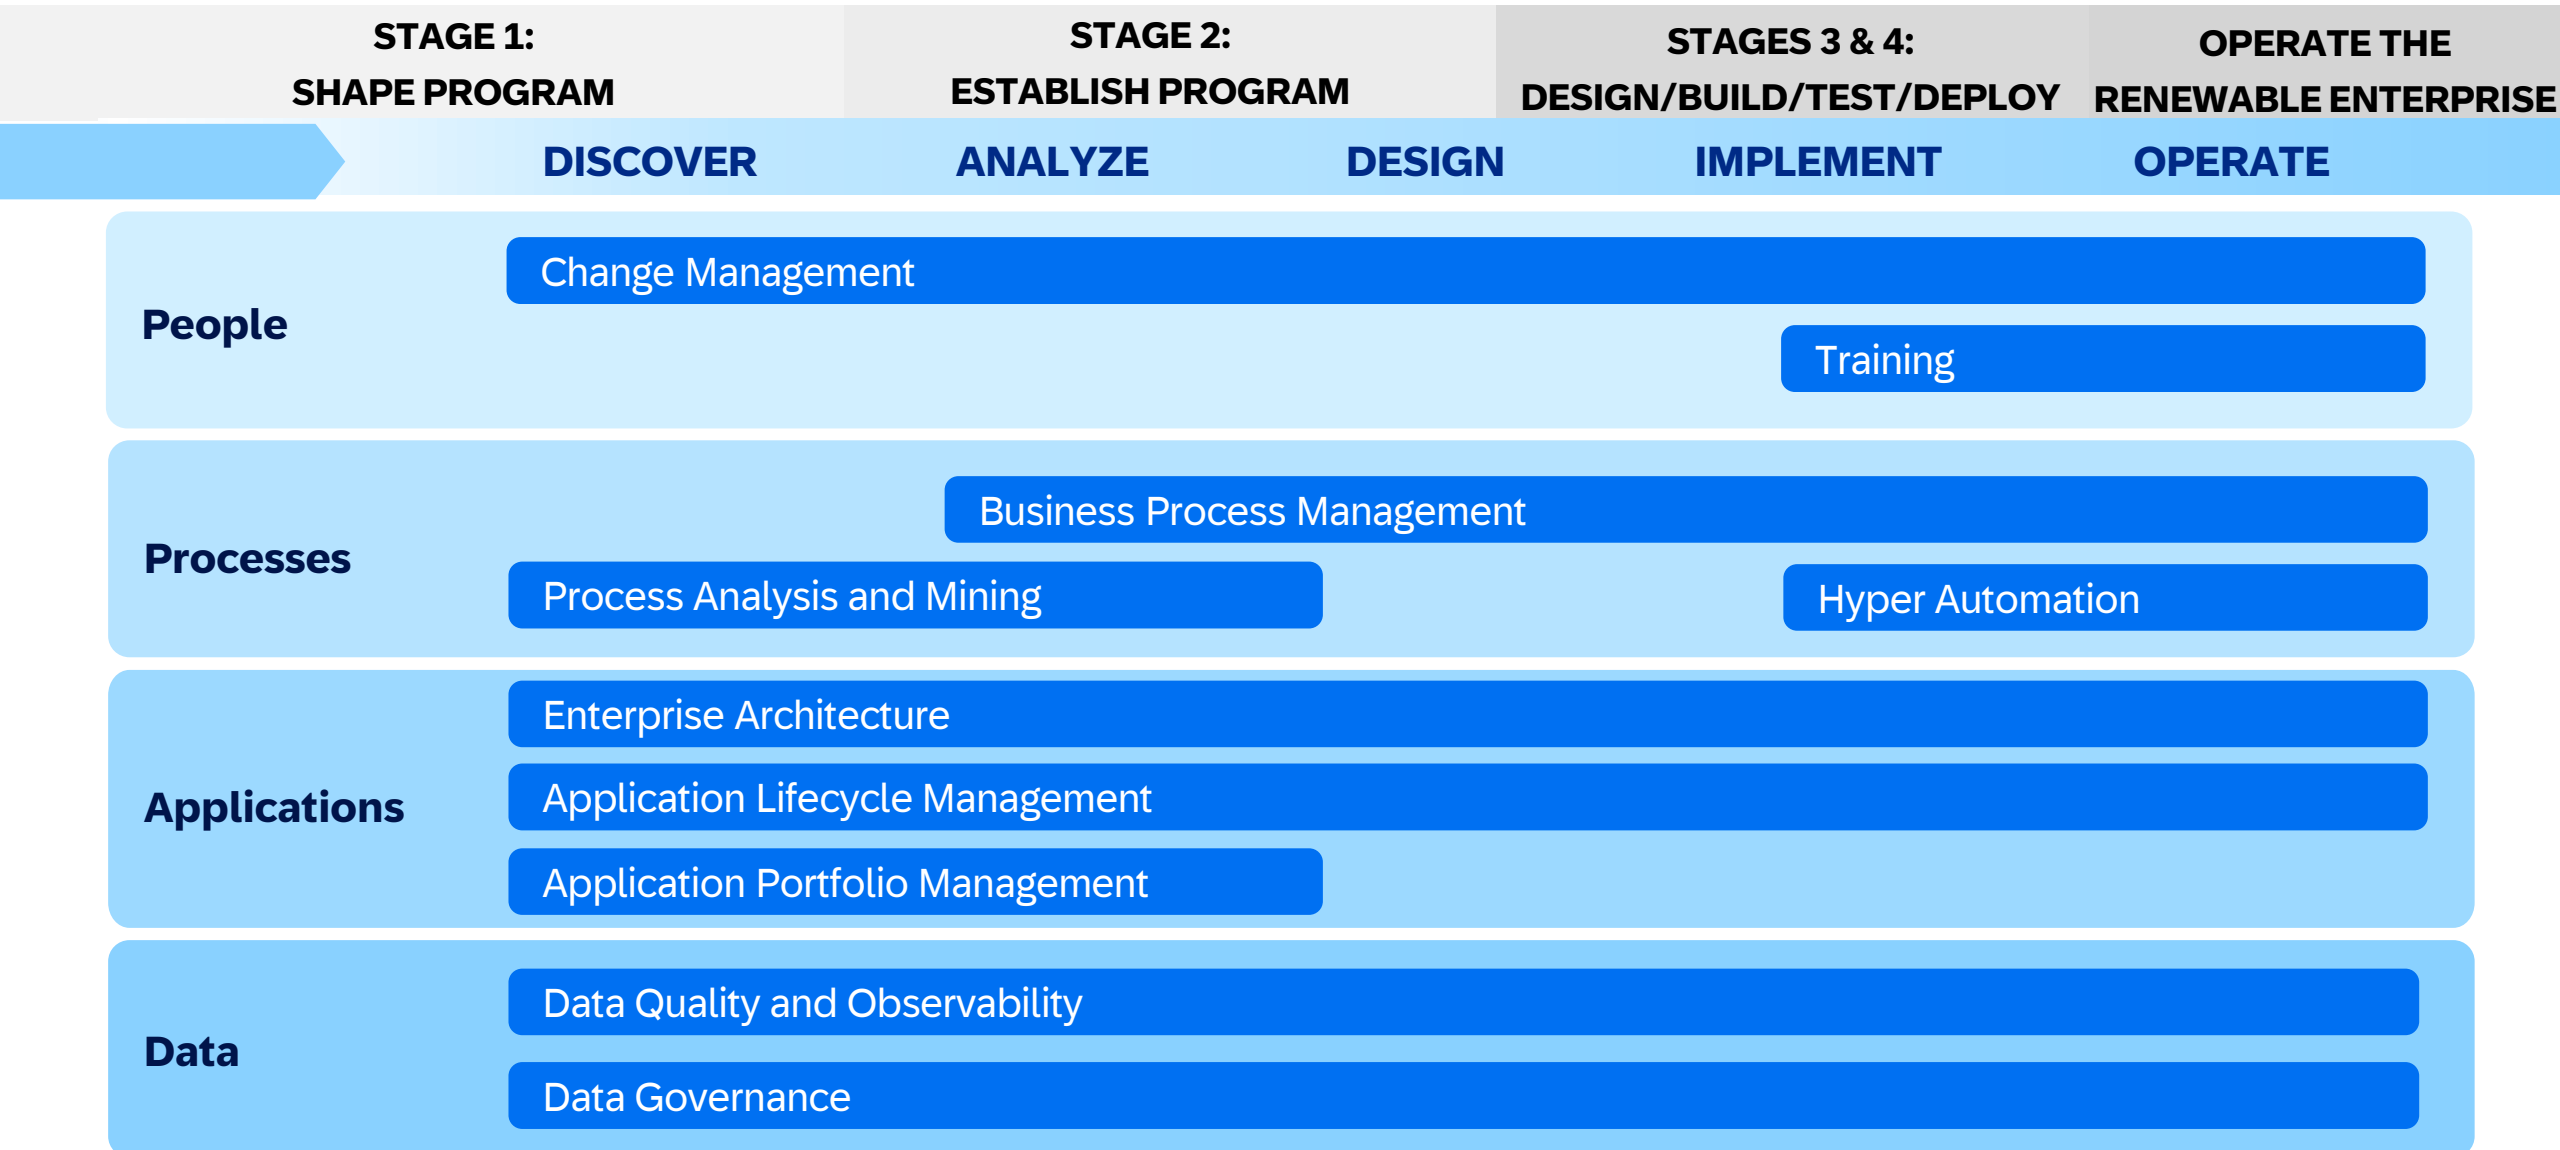 STAGE 1:
SHAPE PROGRAM
STAGE 2:
ESTABLISH PROGRAM
STAGES 3 & 4:
DESIGN/BUILD/TEST/DEPLOY
OPERATE THE
RENEWABLE ENTERPRISE
DISCOVER
ANALYZE
DESIGN
IMPLEMENT
OPERATE
People
Change Management
Training
Processes
Business Process Management
Process Analysis and Mining
Hyper Automation
Applications
Enterprise Architecture
Application Lifecycle Management
Application Portfolio Management
Data
Data Quality and Observability
Data Governance